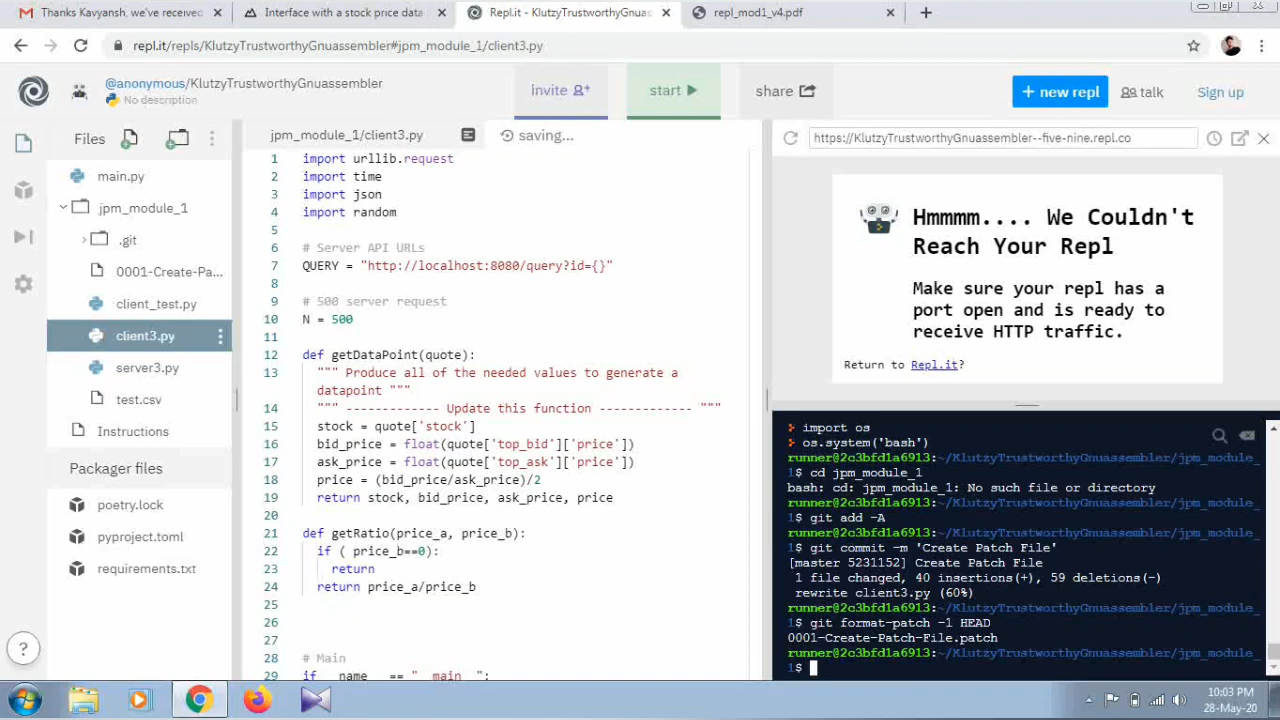 Thanks Kavyansh, we've received
Interface with a stock price data
Repl.it - KlutzyTrustworthyGnuas
repl_mod1_v4.pdf
repl.it/repls/KlutzyTrustworthyGnuassembler#jpm_module_1/client3.py
@anonymous/KlutzyTrustworthyGnuassembler
No description
invite
start
share
+ new repl
talk
Sign up
Files
main.py
jpm_module_1
.git
0001-Create-Pa...
client_test.py
client3.py
server3.py
test.csv
Instructions
Packager files
poetry.lock
pyproject.toml
requirements.txt
?
jpm_module_1/client3.py
saving...
1 import urllib.request
2 import time
3 import json
4 import random
5
6 # Server API URLs
7 QUERY = "http://localhost:8080/query?id={}"
8
9 # 500 server request
10 N = 500
11
12 def getDataPoint(quote):
13 """ Produce all of the needed values to generate a
datapoint """
14 """ ------------- Update this function ------------- """
15 stock = quote['stock']
16 bid_price = float(quote['top_bid']['price'])
17 ask_price = float(quote['top_ask']['price'])
18 price = (bid_price/ask_price)/2
19 return stock, bid_price, ask_price, price
20
21 def getRatio(price_a, price_b):
22 if ( price_b==0):
23 return
24 return price_a/price_b
25
26
27
28 # Main
29 if __name__ == "__main__":
https://KlutzyTrustworthyGnuassembler--five-nine.repl.co
Hmmmm.... We Couldn't
Reach Your Repl
Make sure your repl has a
port open and is ready to
receive HTTP traffic.
Return to Repl.it?
import os
os.system('bash')
runner@2c3bfd1a6913:~/KlutzyTrustworthyGnuassembler/jpm_module_
1$ cd jpm_module_1
bash: cd: jpm_module_1: No such file or directory
runner@2c3bfd1a6913:~/KlutzyTrustworthyGnuassembler/jpm_module_
1$ git add -A
runner@2c3bfd1a6913:~/KlutzyTrustworthyGnuassembler/jpm_module_
1$ git commit -m 'Create Patch File'
[master 5231152] Create Patch File
1 file changed, 40 insertions(+), 59 deletions(-)
rewrite client3.py (60%)
runner@2c3bfd1a6913:~/KlutzyTrustworthyGnuassembler/jpm_module_
1$ git format-patch -1 HEAD
0001-Create-Patch-File.patch
runner@2c3bfd1a6913:~/KlutzyTrustworthyGnuassembler/jpm_module_
1$
10:03 PM
28-May-20